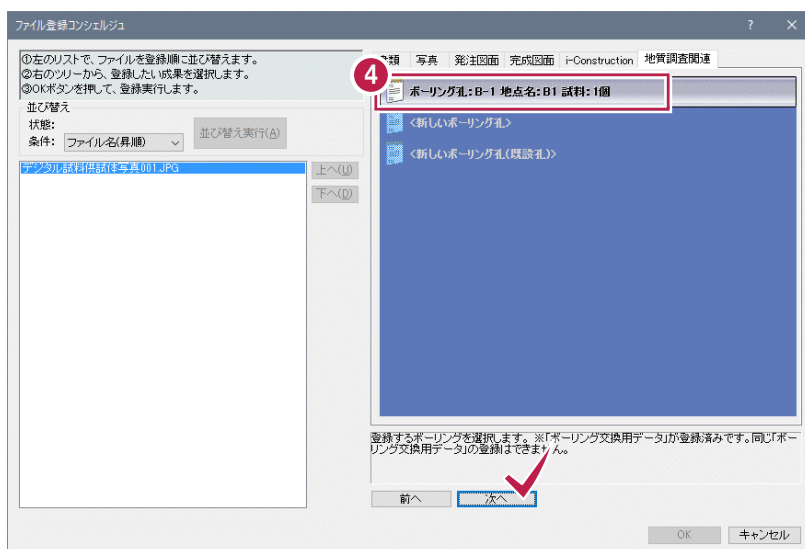 ファイル登録コンシェルジュ
①左のリストで、ファイルを登録順に並び替えます。
②右のツリーから、登録したい成果を選択します。
③OKボタンを押して、登録実行します。
並び替え
状態:
条件: ファイル名(昇順)
並び替え実行(A)
デジタル試料供試体写真001.JPG
上へ(U)
下へ(D)
類 写真 発注図面 完成図面 i-Construction 地質調査関連
4
ボーリング孔:B-1 地点名:B1 試料:1個
<新しいボーリング孔>
<新しいボーリング孔(既設孔)>
登録するボーリングを選択します。※「ボーリング交換用データ」が登録済みです。同じ「ボー
リング交換用データ」の登録はできません。
前へ 次へ
OK キャンセル